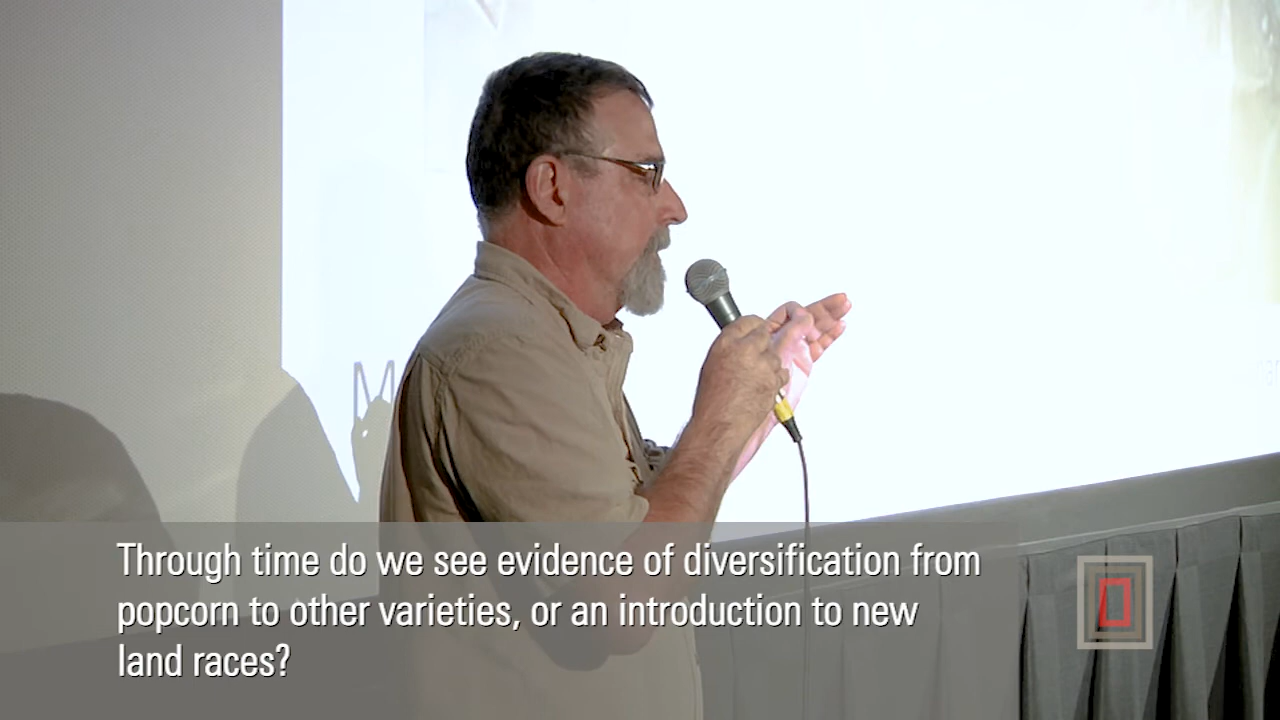 M
Through time do we see evidence of diversification from
popcorn to other varieties, or an introduction to new
land races?